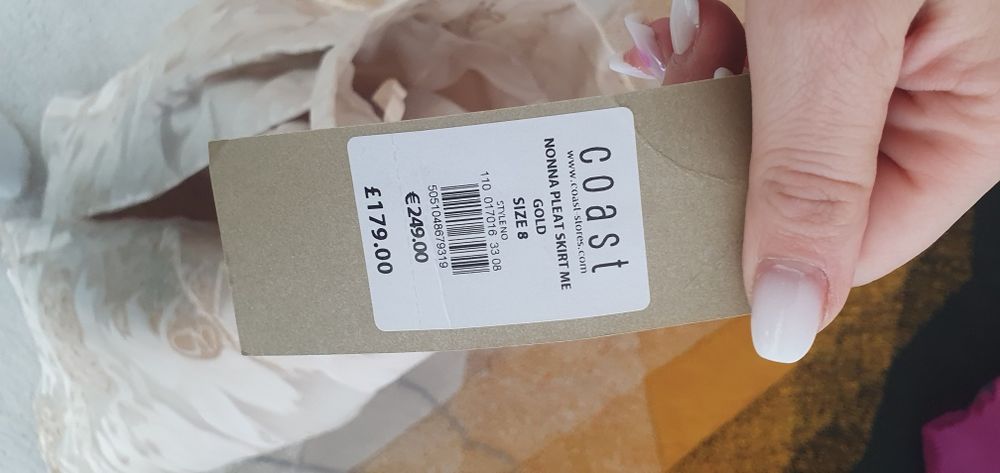 coast
www.coast-stores.com
NONNA PLEAT SKIRT ME
GOLD
SIZE 8
STYLE NO
110 017016 33 08
5051048679319
€249.00
£179.00